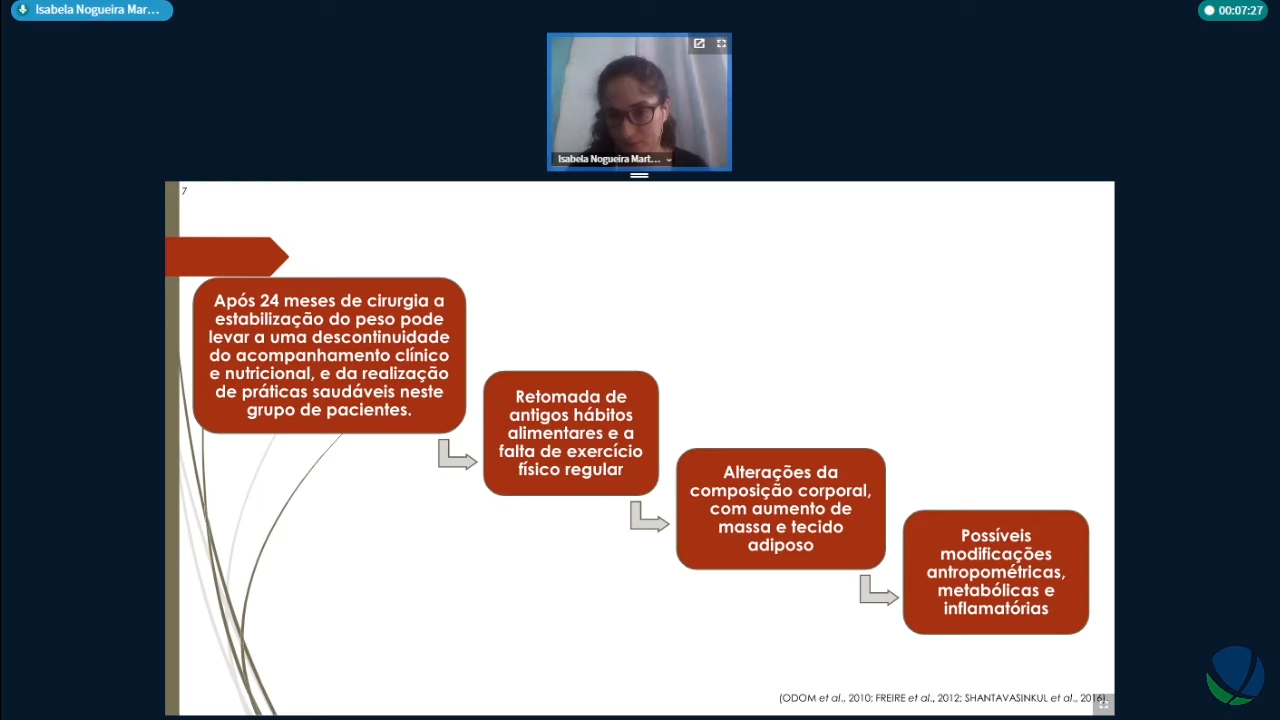 Isabela Nogueira Mar...
00:07:27
Isabela Nogueira Mart...
7
Após 24 meses de cirurgia a
estabilização do peso pode
levar a uma descontinuidade
do acompanhamento clínico
e nutricional, e da realização
de práticas saudáveis neste
grupo de pacientes.
Retomada de
antigos hábitos
alimentares e a
falta de exercício
físico regular
Alterações da
composição corporal,
com aumento de
massa e tecido
adiposo
Possíveis
modificações
antropométricas,
metabólicas e
inflamatórias
(ODOM et al., 2010; FREIRE et al., 2012; SHANTAVASINKUL et al., 2016).